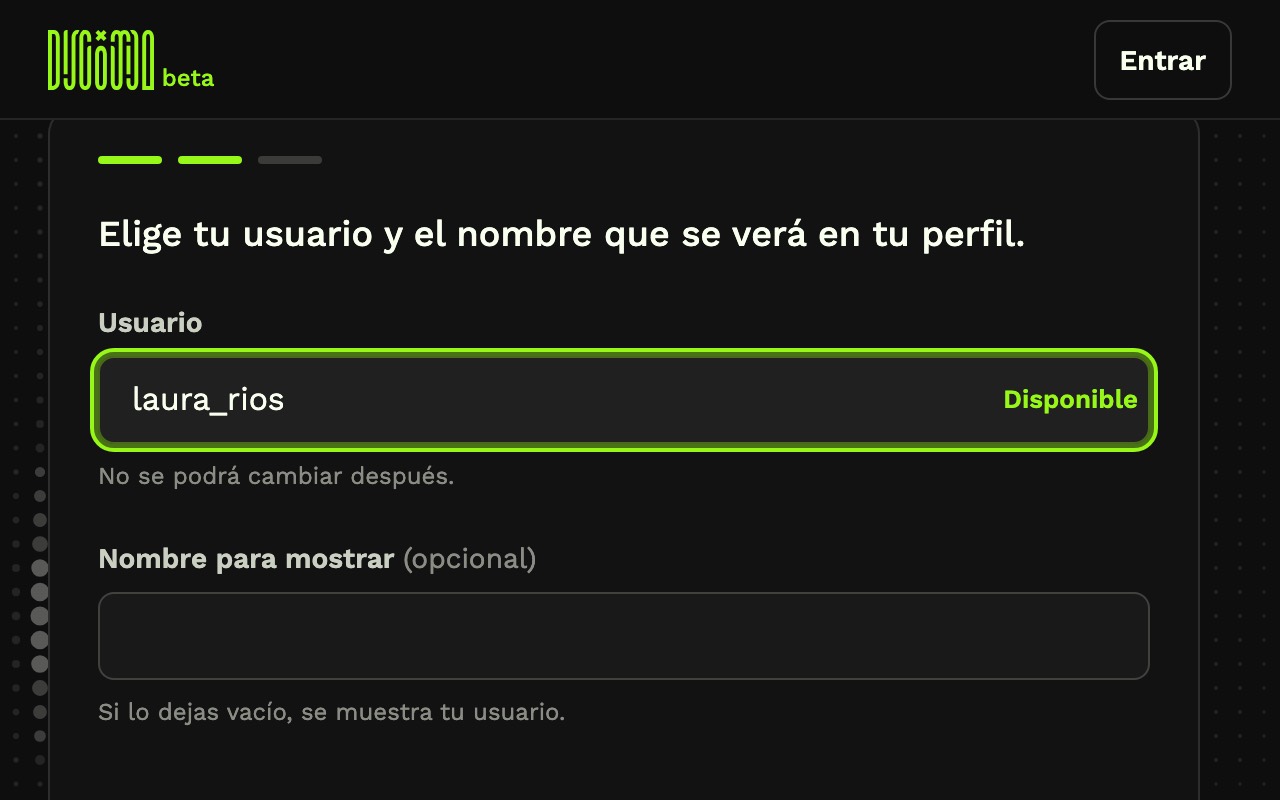 beta
Entrar
Elige tu usuario y el nombre que se verá en tu perfil.
Usuario
laura_rios
Disponible
No se podrá cambiar después.
Nombre para mostrar (opcional)
Si lo dejas vacío, se muestra tu usuario.